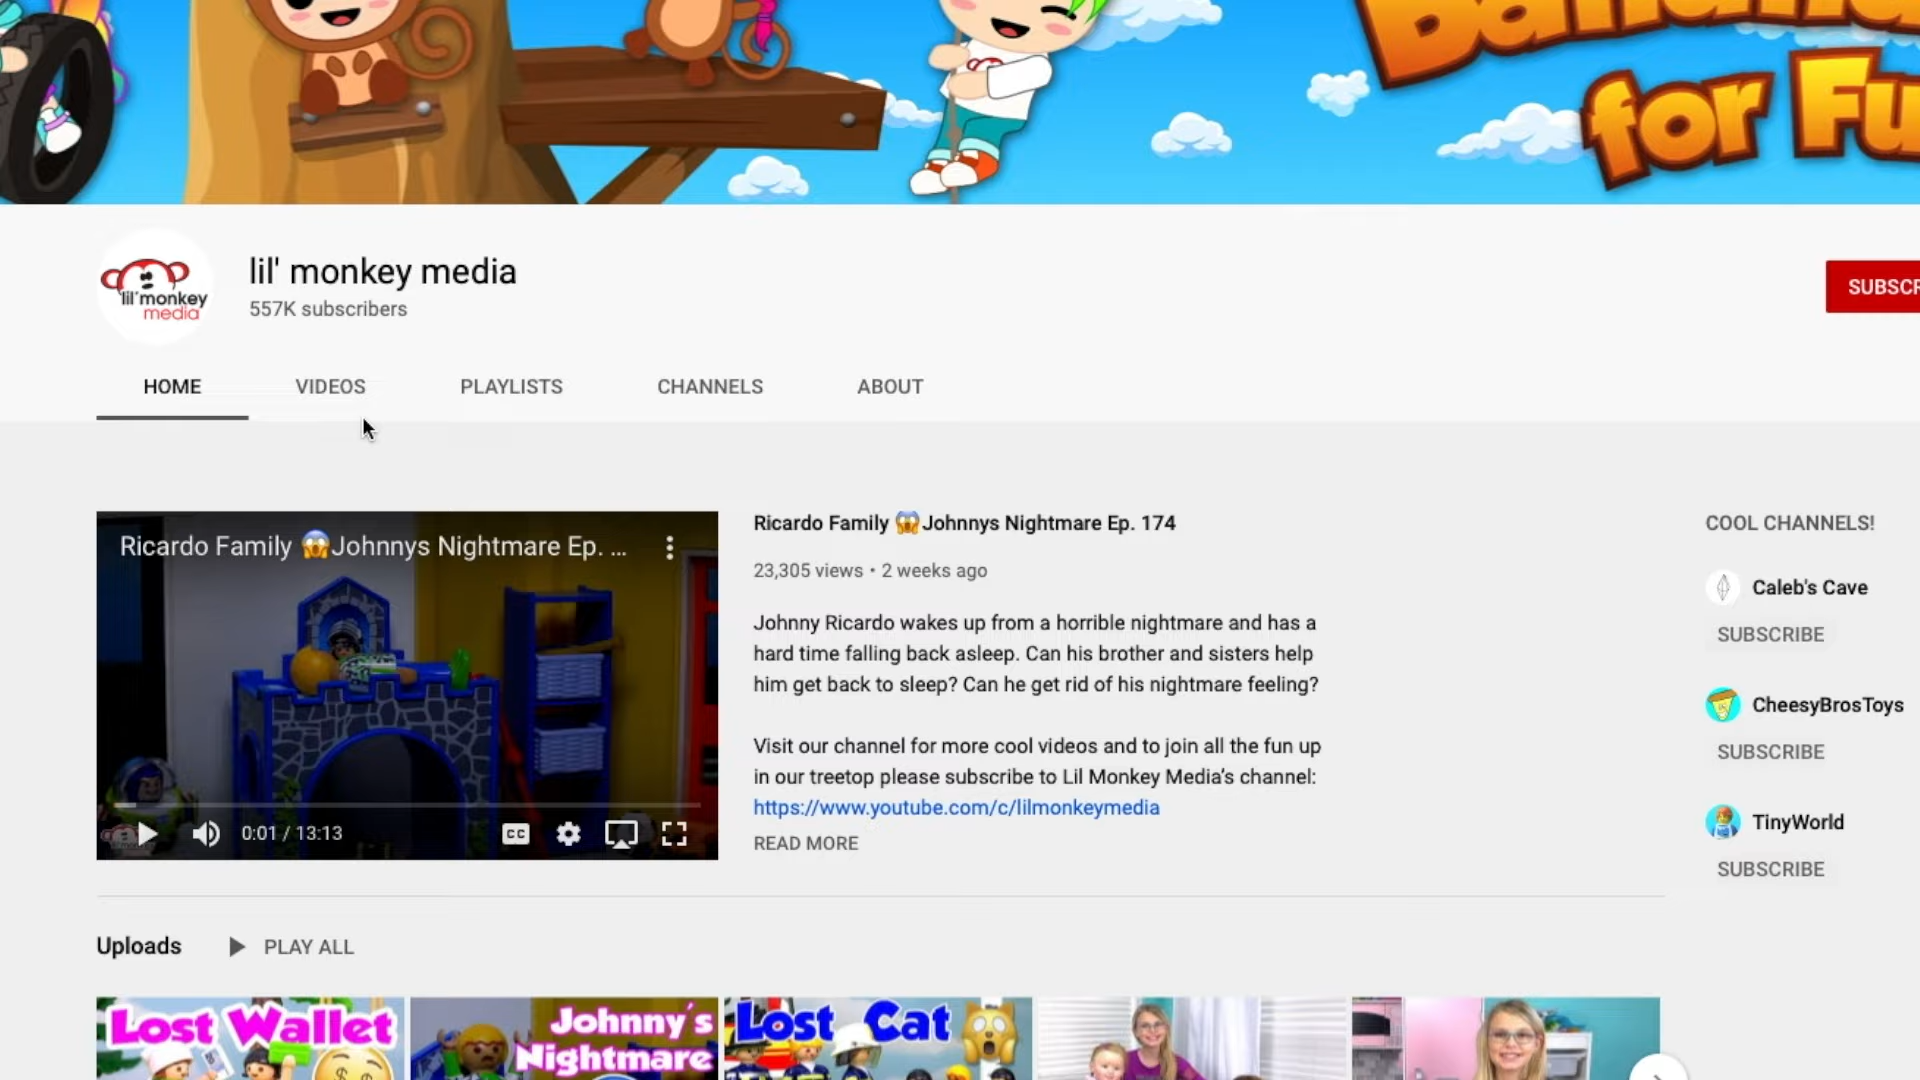 for Fu
lil'monkey
media
lil' monkey media
557K subscribers
SUBSCR
HOME
VIDEOS
PLAYLISTS
CHANNELS
ABOUT
Ricardo Family 😱Johnnys Nightmare Ep. ...
0:01 / 13:13
CC
Ricardo Family 😱Johnnys Nightmare Ep. 174
23,305 views • 2 weeks ago
Johnny Ricardo wakes up from a horrible nightmare and has a
hard time falling back asleep. Can his brother and sisters help
him get back to sleep? Can he get rid of his nightmare feeling?
Visit our channel for more cool videos and to join all the fun up
in our treetop please subscribe to Lil Monkey Media’s channel:
https://www.youtube.com/c/lilmonkeymedia
READ MORE
COOL CHANNELS!
Caleb's Cave
SUBSCRIBE
CheesyBrosToys
SUBSCRIBE
TinyWorld
SUBSCRIBE
Uploads
PLAY ALL
Lost Wallet
Johnny's
Nightmare
Lost Cat